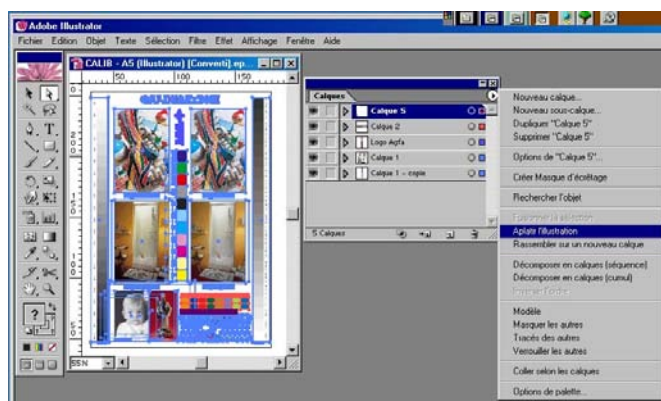 Adobe Illustrator
Fichier Edition Objet Texte Sélection Filtre Effet Affichage Fenêtre Aide
CALIB - A5 (Illustrator) [Converti].ep...
50 100 150
55%
Calques
Calque 5
Calque 2
Logo Agfa
Calque 1
Calque 1 - copie
5 Calques
Nouveau calque...
Nouveau sous-calque...
Dupliquer "Calque 5"
Supprimer "Calque 5"
Options de "Calque 5"...
Créer Masque d'écrêtage
Rechercher l'objet
Fusionner la sélection
Aplatir l'illustration
Rassembler sur un nouveau calque
Décomposer en calques (séquence)
Décomposer en calques (cumul)
Inverser l'ordre
Modèle
Masquer les autres
Tracés des autres
Verrouiller les autres
Coller selon les calques
Options de palette...